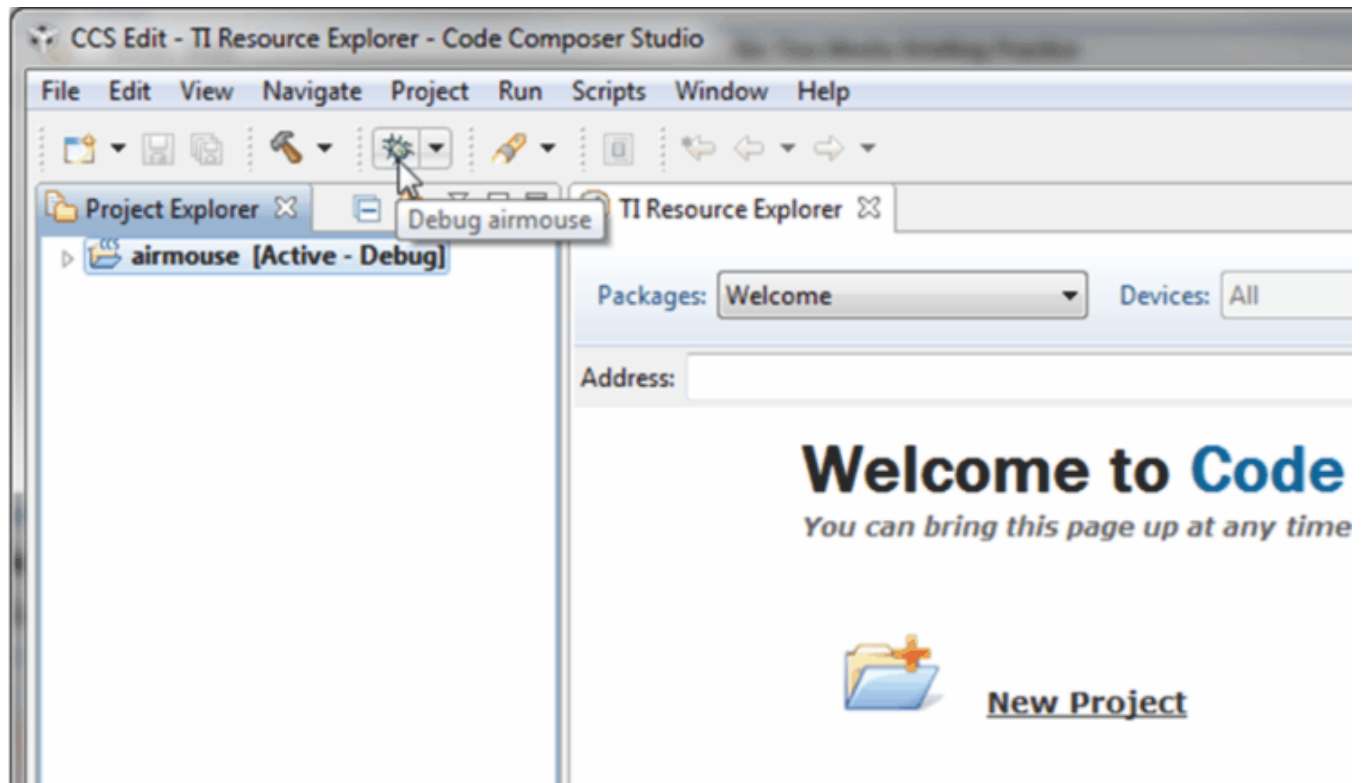 CCS Edit - TI Resource Explorer - Code Composer Studio
File Edit View Navigate Project Run Scripts Window Help
Project Explorer
TI Resource Explorer
Debug airmouse
CCS
airmouse [Active - Debug]
Packages: Welcome
Devices: All
Address:
Welcome to Code
You can bring this page up at any time
New Project